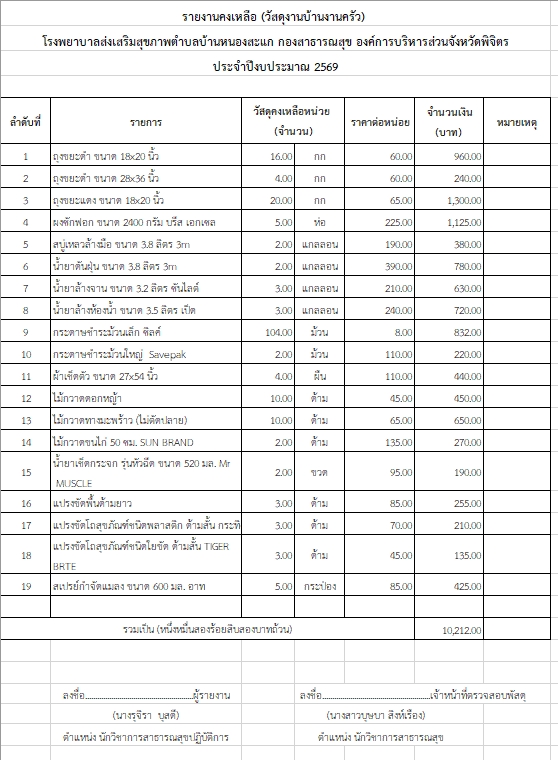 รายงานคงเหลือ (วัสดุงานบ้านงานครัว)
โรงพยาบาลส่งเสริมสุขภาพตำบลบ้านหนองสะแก กองสาธารณสุข องค์การบริหารส่วนจังหวัดพิจิตร
ประจำปีงบประมาณ 2569
ลำดับที่ รายการ วัสดุคงเหลือหน่วย (จำนวน) ราคาต่อหน่อย จำนวนเงิน (บาท) หมายเหตุ
1 ถุงขยะดำ ขนาด 18x20 นิ้ว 16.00 กก 60.00 960.00
2 ถุงขยะดำ ขนาด 28x36 นิ้ว 4.00 กก 60.00 240.00
3 ถุงขยะแดง ขนาด 18x20 นิ้ว 20.00 กก 65.00 1,300.00
4 ผงซักฟอก ขนาด 2400 กรัม บรีส เอกเซล 5.00 ห่อ 225.00 1,125.00
5 สบู่เหลวล้างมือ ขนาด 3.8 ลิตร 3m 2.00 แกลลอน 190.00 380.00
6 น้ำยาดันฝุ่น ขนาด 3.8 ลิตร 3m 2.00 แกลลอน 390.00 780.00
7 น้ำยาล้างจาน ขนาด 3.2 ลิตร ซันไลต์ 3.00 แกลลอน 210.00 630.00
8 น้ำยาล้างห้องน้ำ ขนาด 3.5 ลิตร เป็ด 3.00 แกลลอน 240.00 720.00
9 กระดาษชำระม้วนเล็ก ซิลค์ 104.00 ม้วน 8.00 832.00
10 กระดาษชำระม้วนใหญ่ Savepak 2.00 ม้วน 110.00 220.00
11 ผ้าเช็ดตัว ขนาด 27x54 นิ้ว 4.00 ผืน 110.00 440.00
12 ไม้กวาดดอกหญ้า 10.00 ด้าม 45.00 450.00
13 ไม้กวาดทางมะพร้าว (ไม่ตัดปลาย) 10.00 ด้าม 65.00 650.00
14 ไม้กวาดขนไก่ 50 ซม. SUN BRAND 2.00 ด้าม 135.00 270.00
15 น้ำยาเช็ดกระจก รุ่นหัวฉีด ขนาด 520 มล. Mr MUSCLE 2.00 ขวด 95.00 190.00
16 แปรงขัดพื้นด้ามยาว 3.00 ด้าม 85.00 255.00
17 แปรงขัดโถสุขภัณฑ์ชนิดพลาสติก ด้ามสั้น กระทิ 3.00 ด้าม 70.00 210.00
18 แปรงขัดโถสุขภัณฑ์ชนิดใยขัด ด้ามสั้น TIGER BRTE 3.00 ด้าม 45.00 135.00
19 สเปรย์กำจัดแมลง ขนาด 600 มล. อาท 5.00 กระป๋อง 85.00 425.00
รวมเป็น (หนึ่งหมื่นสองร้อยสิบสองบาทถ้วน) 10,212.00
ลงชื่อ............................................ผู้รายงาน ลงชื่อ............................................เจ้าหน้าที่ตรวจสอบพัสดุ
(นางรุจิรา บุสดี) (นางสาวบุษบา สิงห์เรือง)
ตำแหน่ง นักวิชาการสาธารณสุขปฏิบัติการ ตำแหน่ง นักวิชาการสาธารณสุข